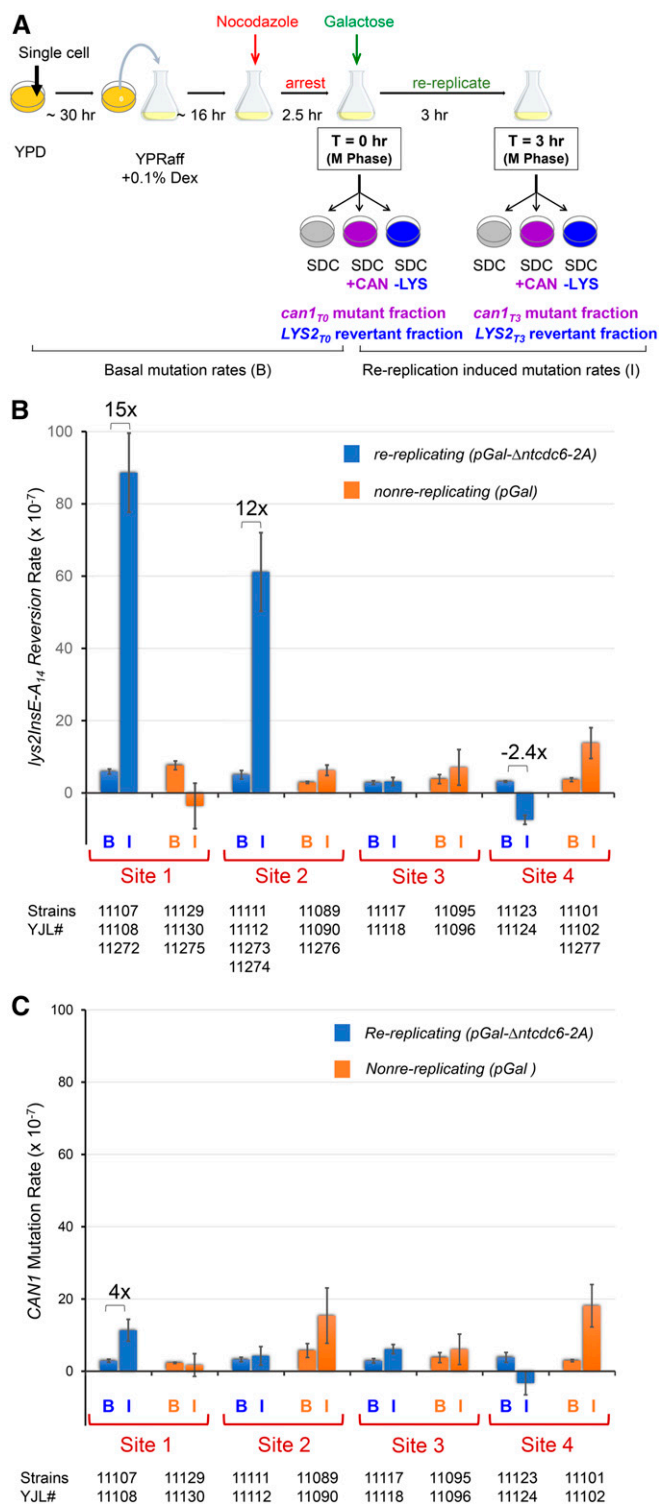 A
Nocodazole
Galactose
Single cell
arrest
re-replicate
~ 30 hr
~ 16 hr
2.5 hr
3 hr
YPD
YPRaff
+0.1% Dex
T = 0 hr
(M Phase)
T = 3 hr
(M Phase)
SDC SDC SDC
+CAN -LYS
SDC SDC SDC
+CAN -LYS
can1T0 mutant fraction
LYS2T0 revertant fraction
can1T3 mutant fraction
LYS2T3 revertant fraction
Basal mutation rates (B)
Re-replication induced mutation rates (I)
B
lys2InsE-A14 Reversion Rate (x 10-7)
100
80
60
40
20
0
15x
12x
-2.4x
re-replicating (pGal-Δntcdc6-2A)
nonre-replicating (pGal)
B I B I B I B I B I B I B I B I
Site 1 Site 2 Site 3 Site 4
Strains 11107 11129 11111 11089 11117 11095 11123 11101
YJL# 11108 11130 11112 11090 11118 11096 11124 11102
11272 11275 11273 11276 11277
11274
C
CAN1 Mutation Rate (x 10-7)
100
80
60
40
20
0
4x
Re-replicating (pGal-Δntcdc6-2A)
Nonre-replicating (pGal )
B I B I B I B I B I B I B I B I
Site 1 Site 2 Site 3 Site 4
Strains 11107 11129 11111 11089 11117 11095 11123 11101
YJL# 11108 11130 11112 11090 11118 11096 11124 11102